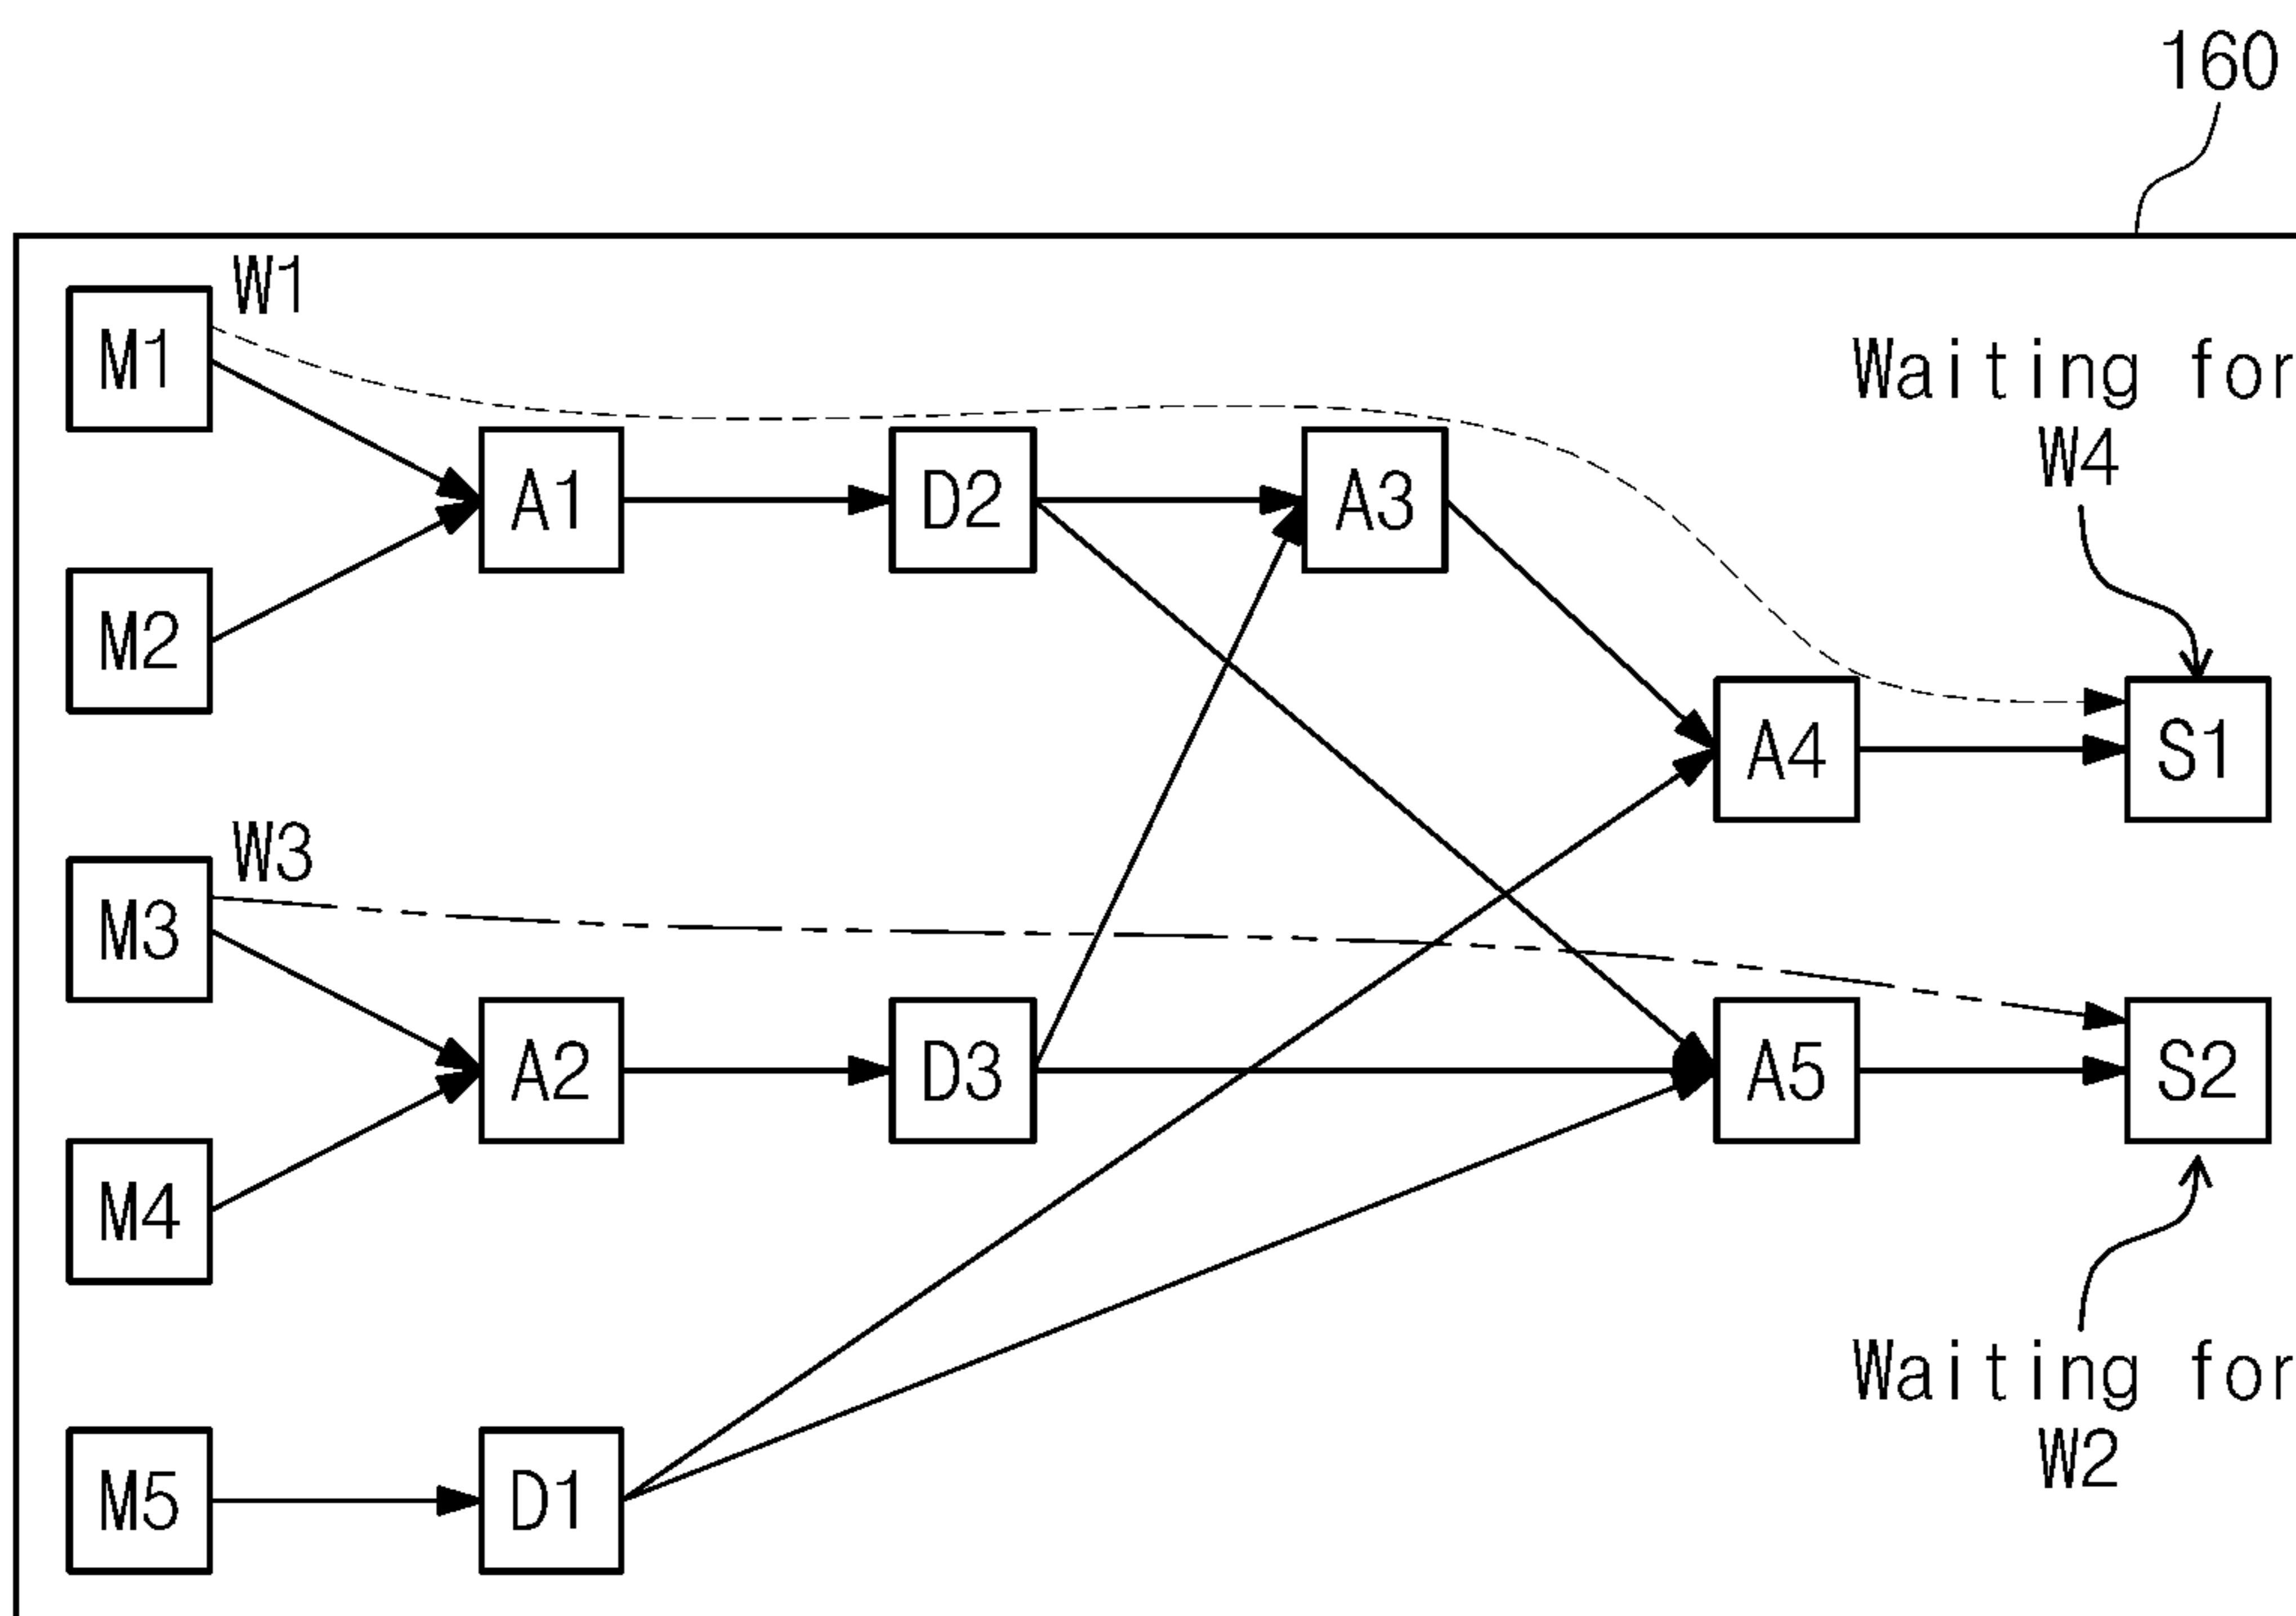 160
W1
M1
Waiting for
W4
A1
D2
A3
M2
A4
S1
W3
M3
A2
D3
A5
S2
M4
Waiting for
W2
M5
D1